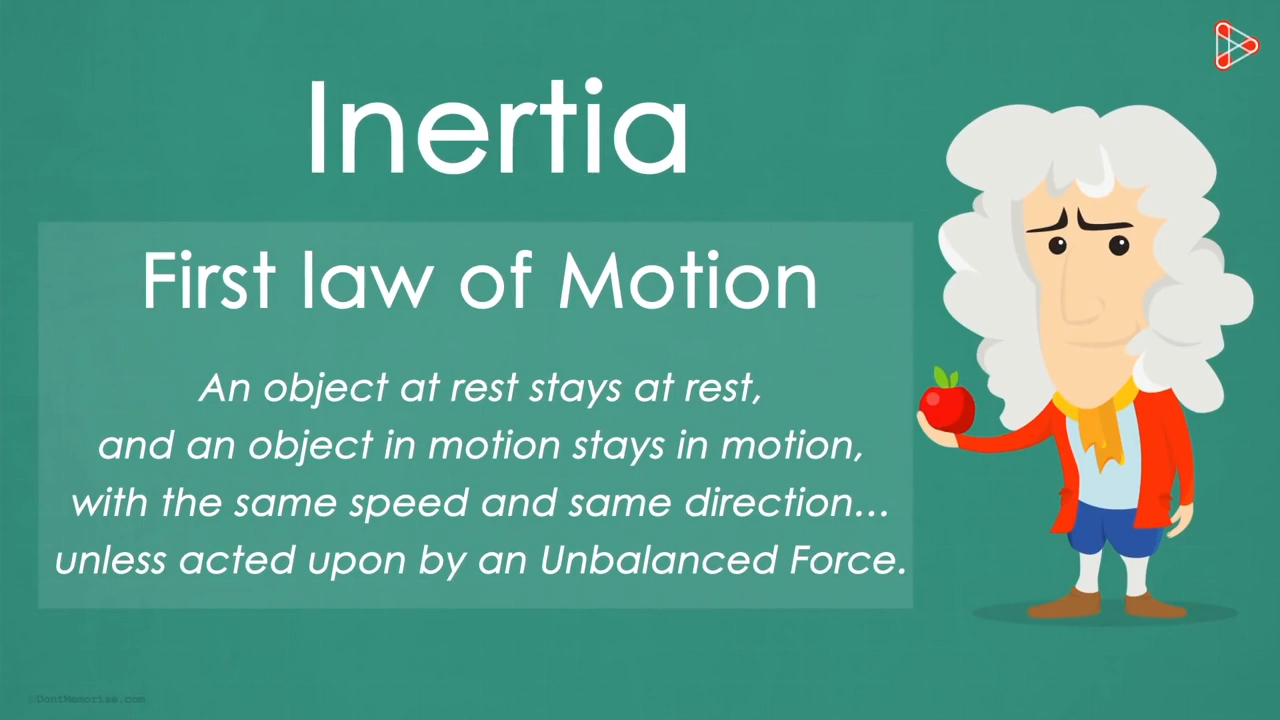 Inertia
First law of Motion
An object at rest stays at rest,
and an object in motion stays in motion,
with the same speed and same direction...
unless acted upon by an Unbalanced Force.
©DontMemorise.com